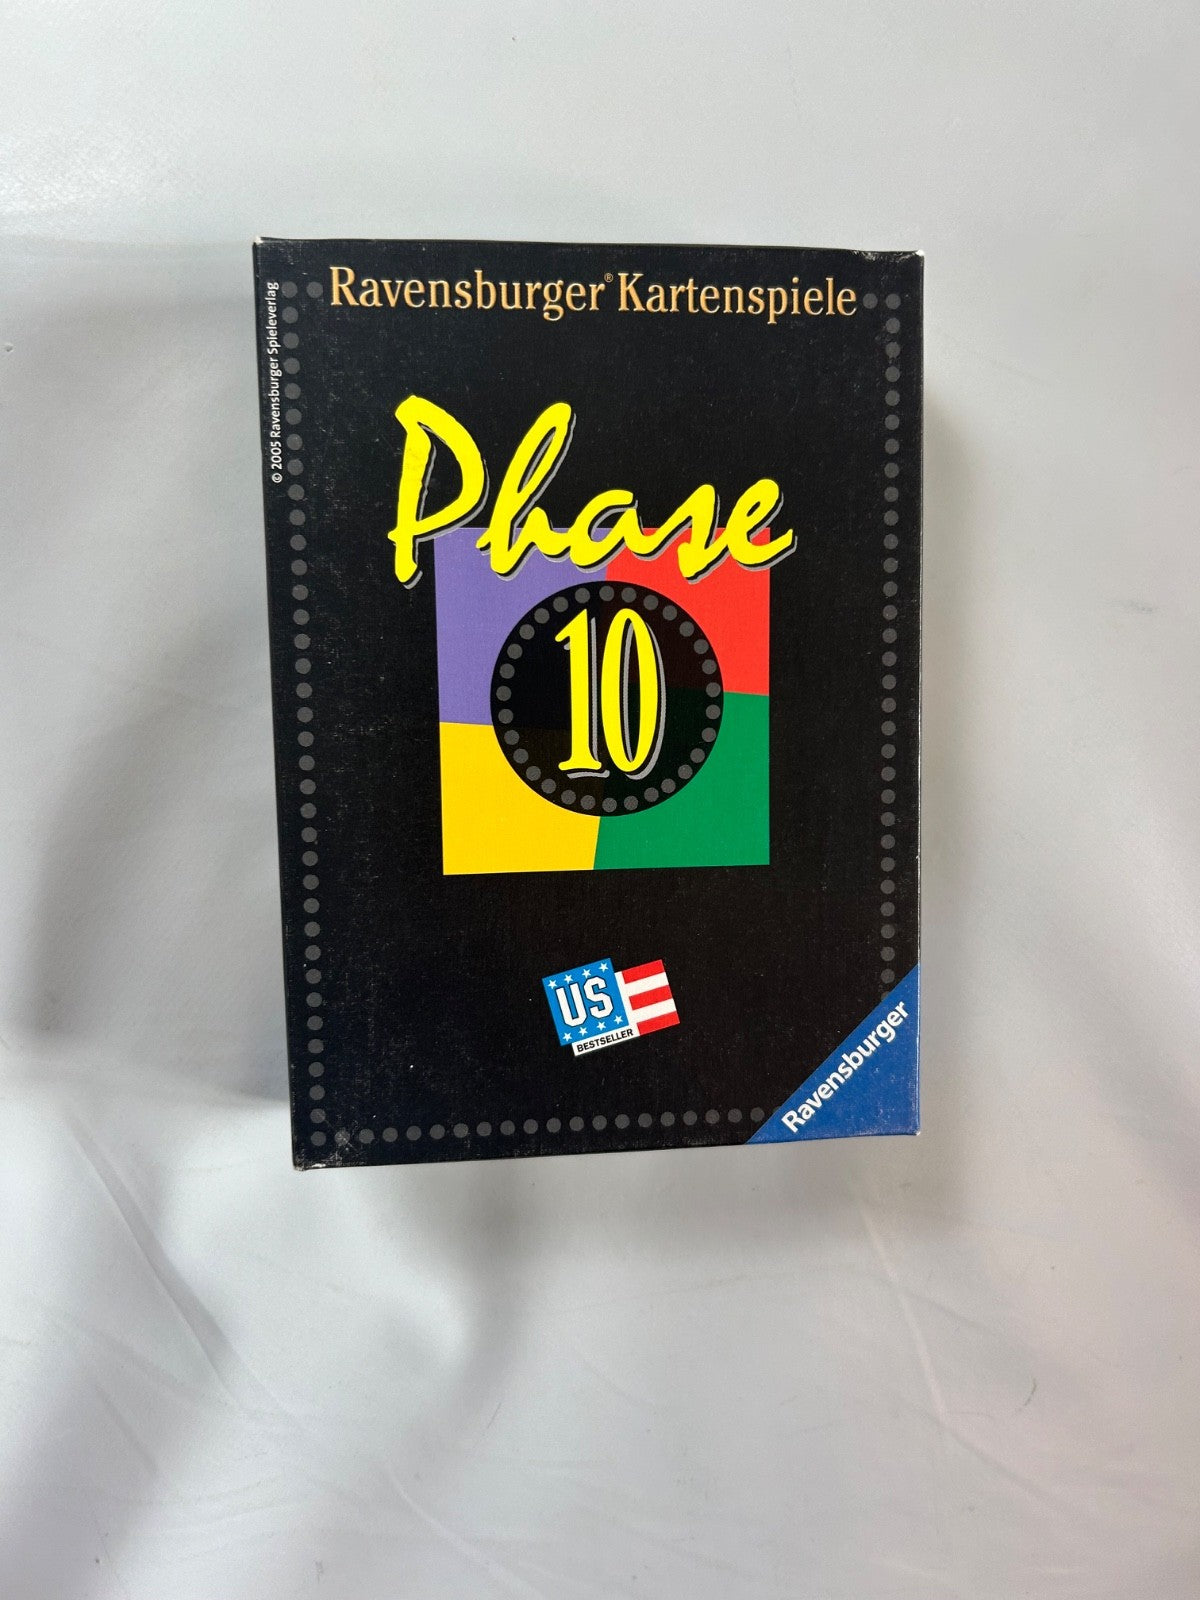 Ravensburger® Kartenspiele
© 2005 Ravensburger Spieleverlag
Phase
10
US
BESTSELLER
Ravensburger